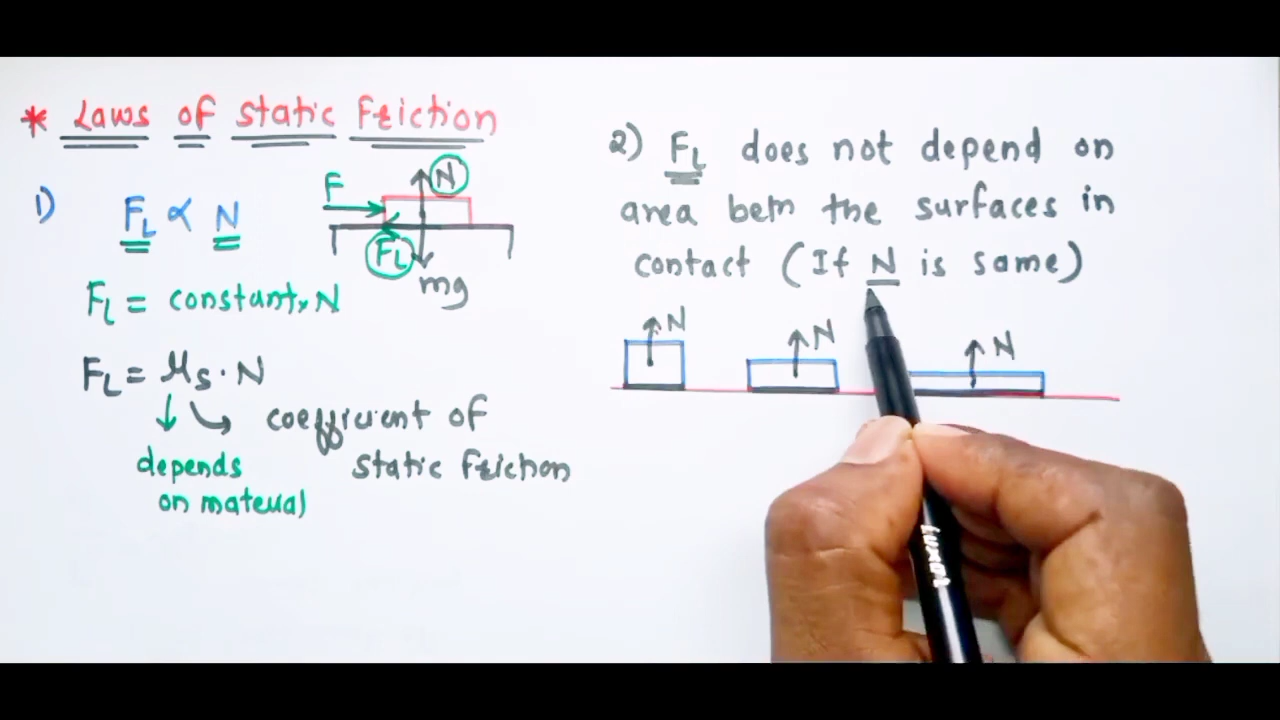 * Laws of Static Friction
1) FL ∝ N
F
N
FL
mg
FL = constant × N
FL = μs · N
coefficient of
static friction
depends
on material
2) FL does not depend on
area betn the surfaces in
contact (If N is same)
N
N
N